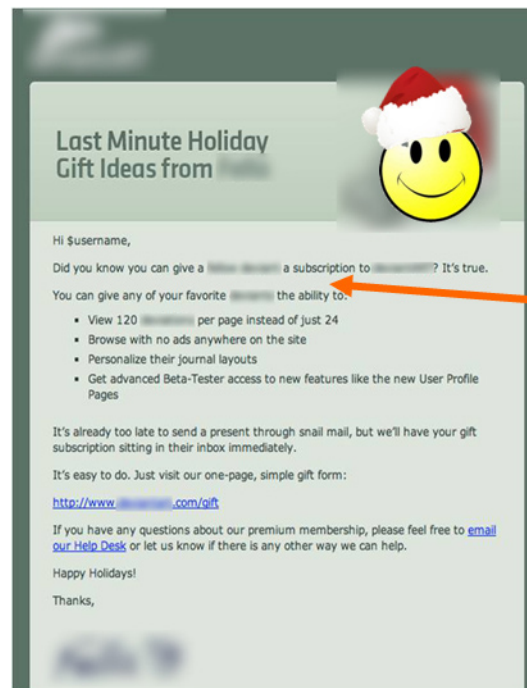 Last Minute Holiday
Gift Ideas from
Hi $username,
Did you know you can give a a subscription to ? It's true.
You can give any of your favorite the ability to:
View 120 per page instead of just 24
Browse with no ads anywhere on the site
Personalize their journal layouts
Get advanced Beta-Tester access to new features like the new User Profile
Pages
It's already too late to send a present through snail mail, but we'll have your gift
subscription sitting in their inbox immediately.
It's easy to do. Just visit our one-page, simple gift form:
http://www. .com/gift
If you have any questions about our premium membership, please feel free to email
our Help Desk or let us know if there is any other way we can help.
Happy Holidays!
Thanks,